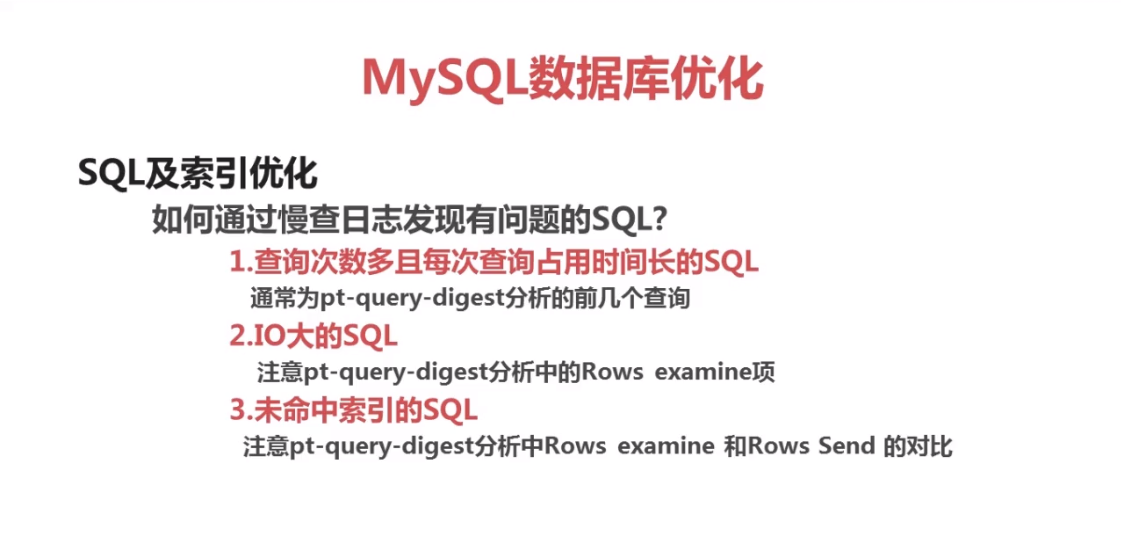 MySQL数据库优化
SQL及索引优化
如何通过慢查日志发现有问题的SQL?
1.查询次数多且每次查询占用时间长的SQL
通常为pt-query-digest分析的前几个查询
2.IO大的SQL
注意pt-query-digest分析中的Rows examine项
3.未命中索引的SQL
注意pt-query-digest分析中Rows examine 和Rows Send 的对比